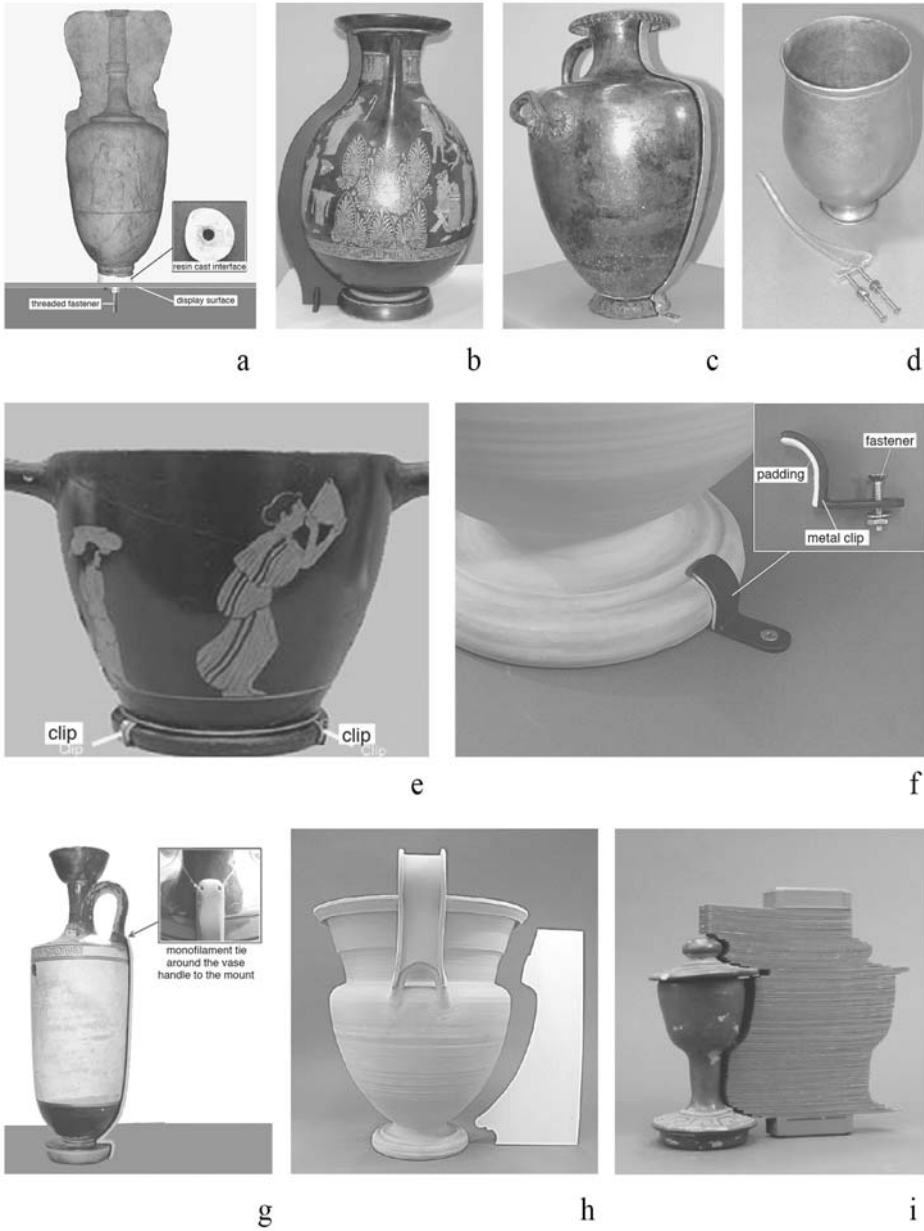 resin cast interface
threaded fastener
display surface
a
b
c
d
clip
Clip
clip
Clip
e
fastener
padding
metal clip
f
monofilament tie
around the vase
handle to the mount
g
h
i